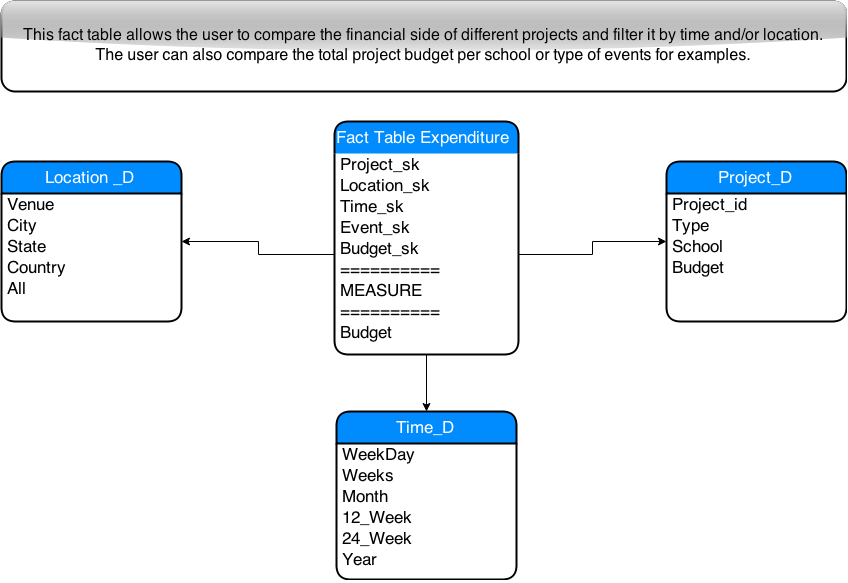 This fact table allows the user to compare the financial side of different projects and filter it by time and/or location.
The user can also compare the total project budget per school or type of events for examples.
Fact Table Expenditure
Project_sk
Location_sk
Time_sk
Event_sk
Budget_sk
==========
MEASURE
==========
Budget
Location _D
Venue
City
State
Country
All
Project_D
Project_id
Type
School
Budget
Time_D
WeekDay
Weeks
Month
12_Week
24_Week
Year